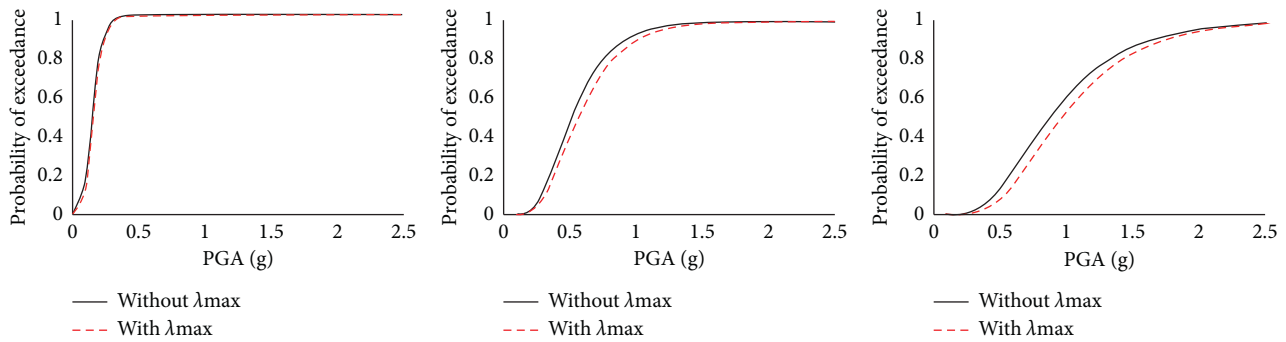 Probability of exceedance
1
0.8
0.6
0.4
0.2
0
0 0.5 1 1.5 2 2.5
PGA (g)
Without λmax
With λmax
Probability of exceedance
1
0.8
0.6
0.4
0.2
0
0 0.5 1 1.5 2 2.5
PGA (g)
Without λmax
With λmax
Probability of exceedance
1
0.8
0.6
0.4
0.2
0
0 0.5 1 1.5 2 2.5
PGA (g)
Without λmax
With λmax